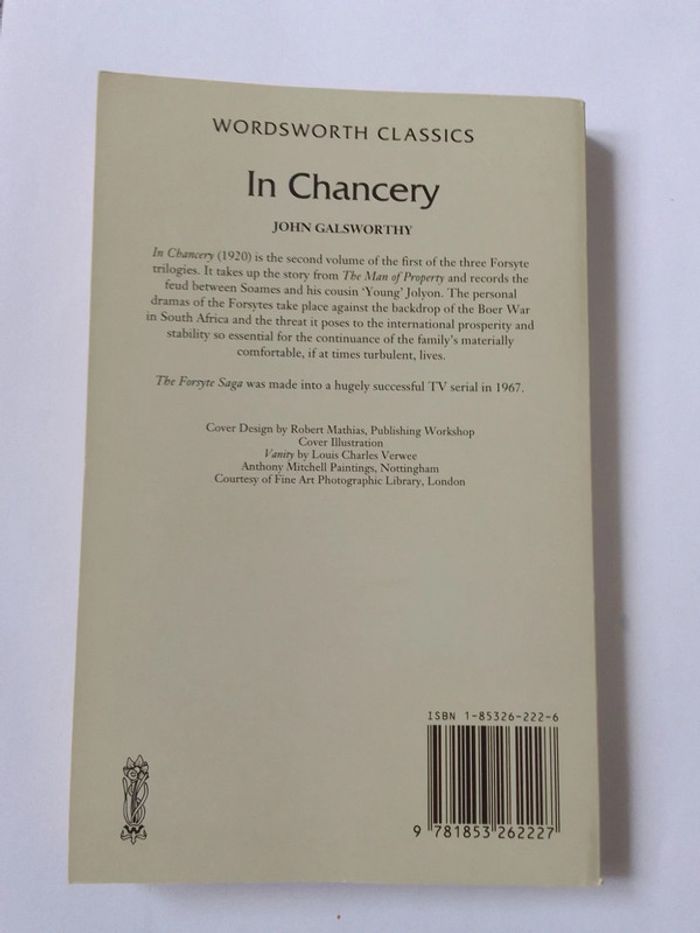 WORDSWORTH CLASSICS
In Chancery
JOHN GALSWORTHY
In Chancery (1920) is the second volume of the first of the three Forsyte
trilogies. It takes up the story from The Man of Property and records the
feud between Soames and his cousin ‘Young’ Jolyon. The personal
dramas of the Forsytes take place against the backdrop of the Boer War
in South Africa and the threat it poses to the international prosperity and
stability so essential for the continuance of the family's materially
comfortable, if at times turbulent, lives.
The Forsyte Saga was made into a hugely successful TV serial in 1967.
Cover Design by Robert Mathias, Publishing Workshop
Cover Illustration
Vanity by Louis Charles Verwee
Anthony Mitchell Paintings, Nottingham
Courtesy of Fine Art Photographic Library, London
ISBN 1-85326-222-6
9 781853 262227
W